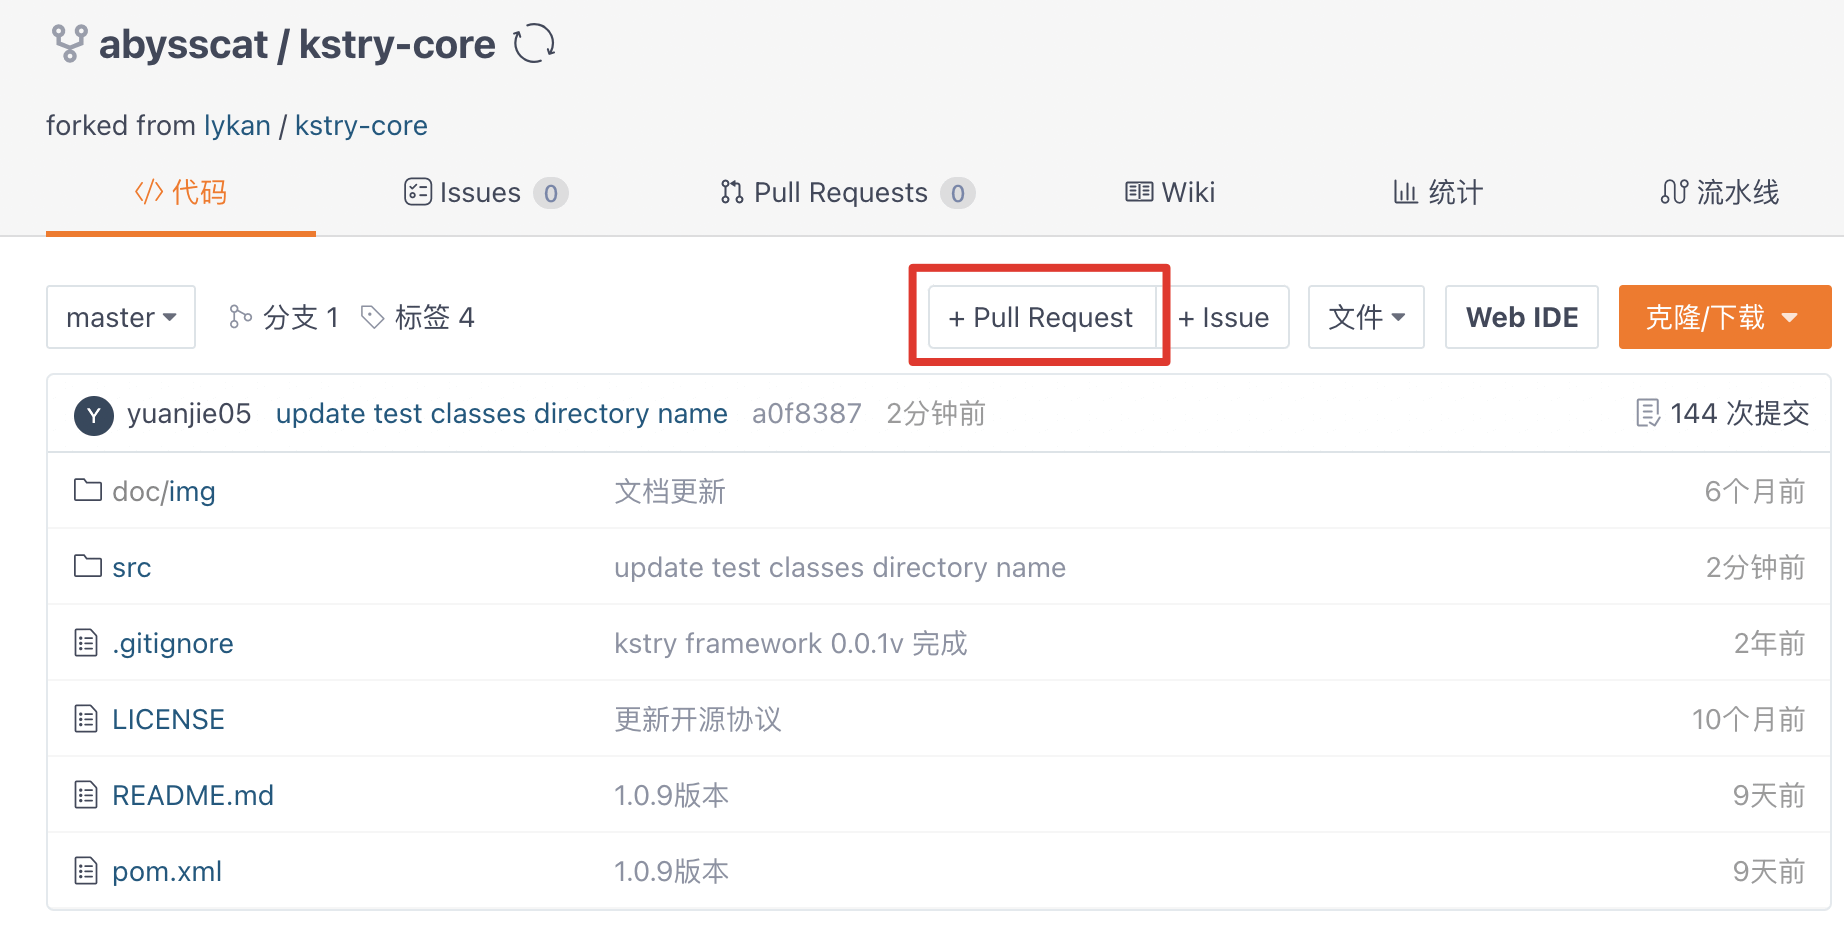 abysscat / kstry-core
forked from lykan / kstry-core
代码 Issues 0 Pull Requests 0 Wiki 统计 流水线
master 分支 1 标签 4 + Pull Request + Issue 文件 Web IDE 克隆/下载
Y yuanjie05 update test classes directory name a0f8387 2分钟前 144 次提交
doc/img 文档更新 6个月前
src update test classes directory name 2分钟前
.gitignore kstry framework 0.0.1v 完成 2年前
LICENSE 更新开源协议 10个月前
README.md 1.0.9版本 9天前
pom.xml 1.0.9版本 9天前